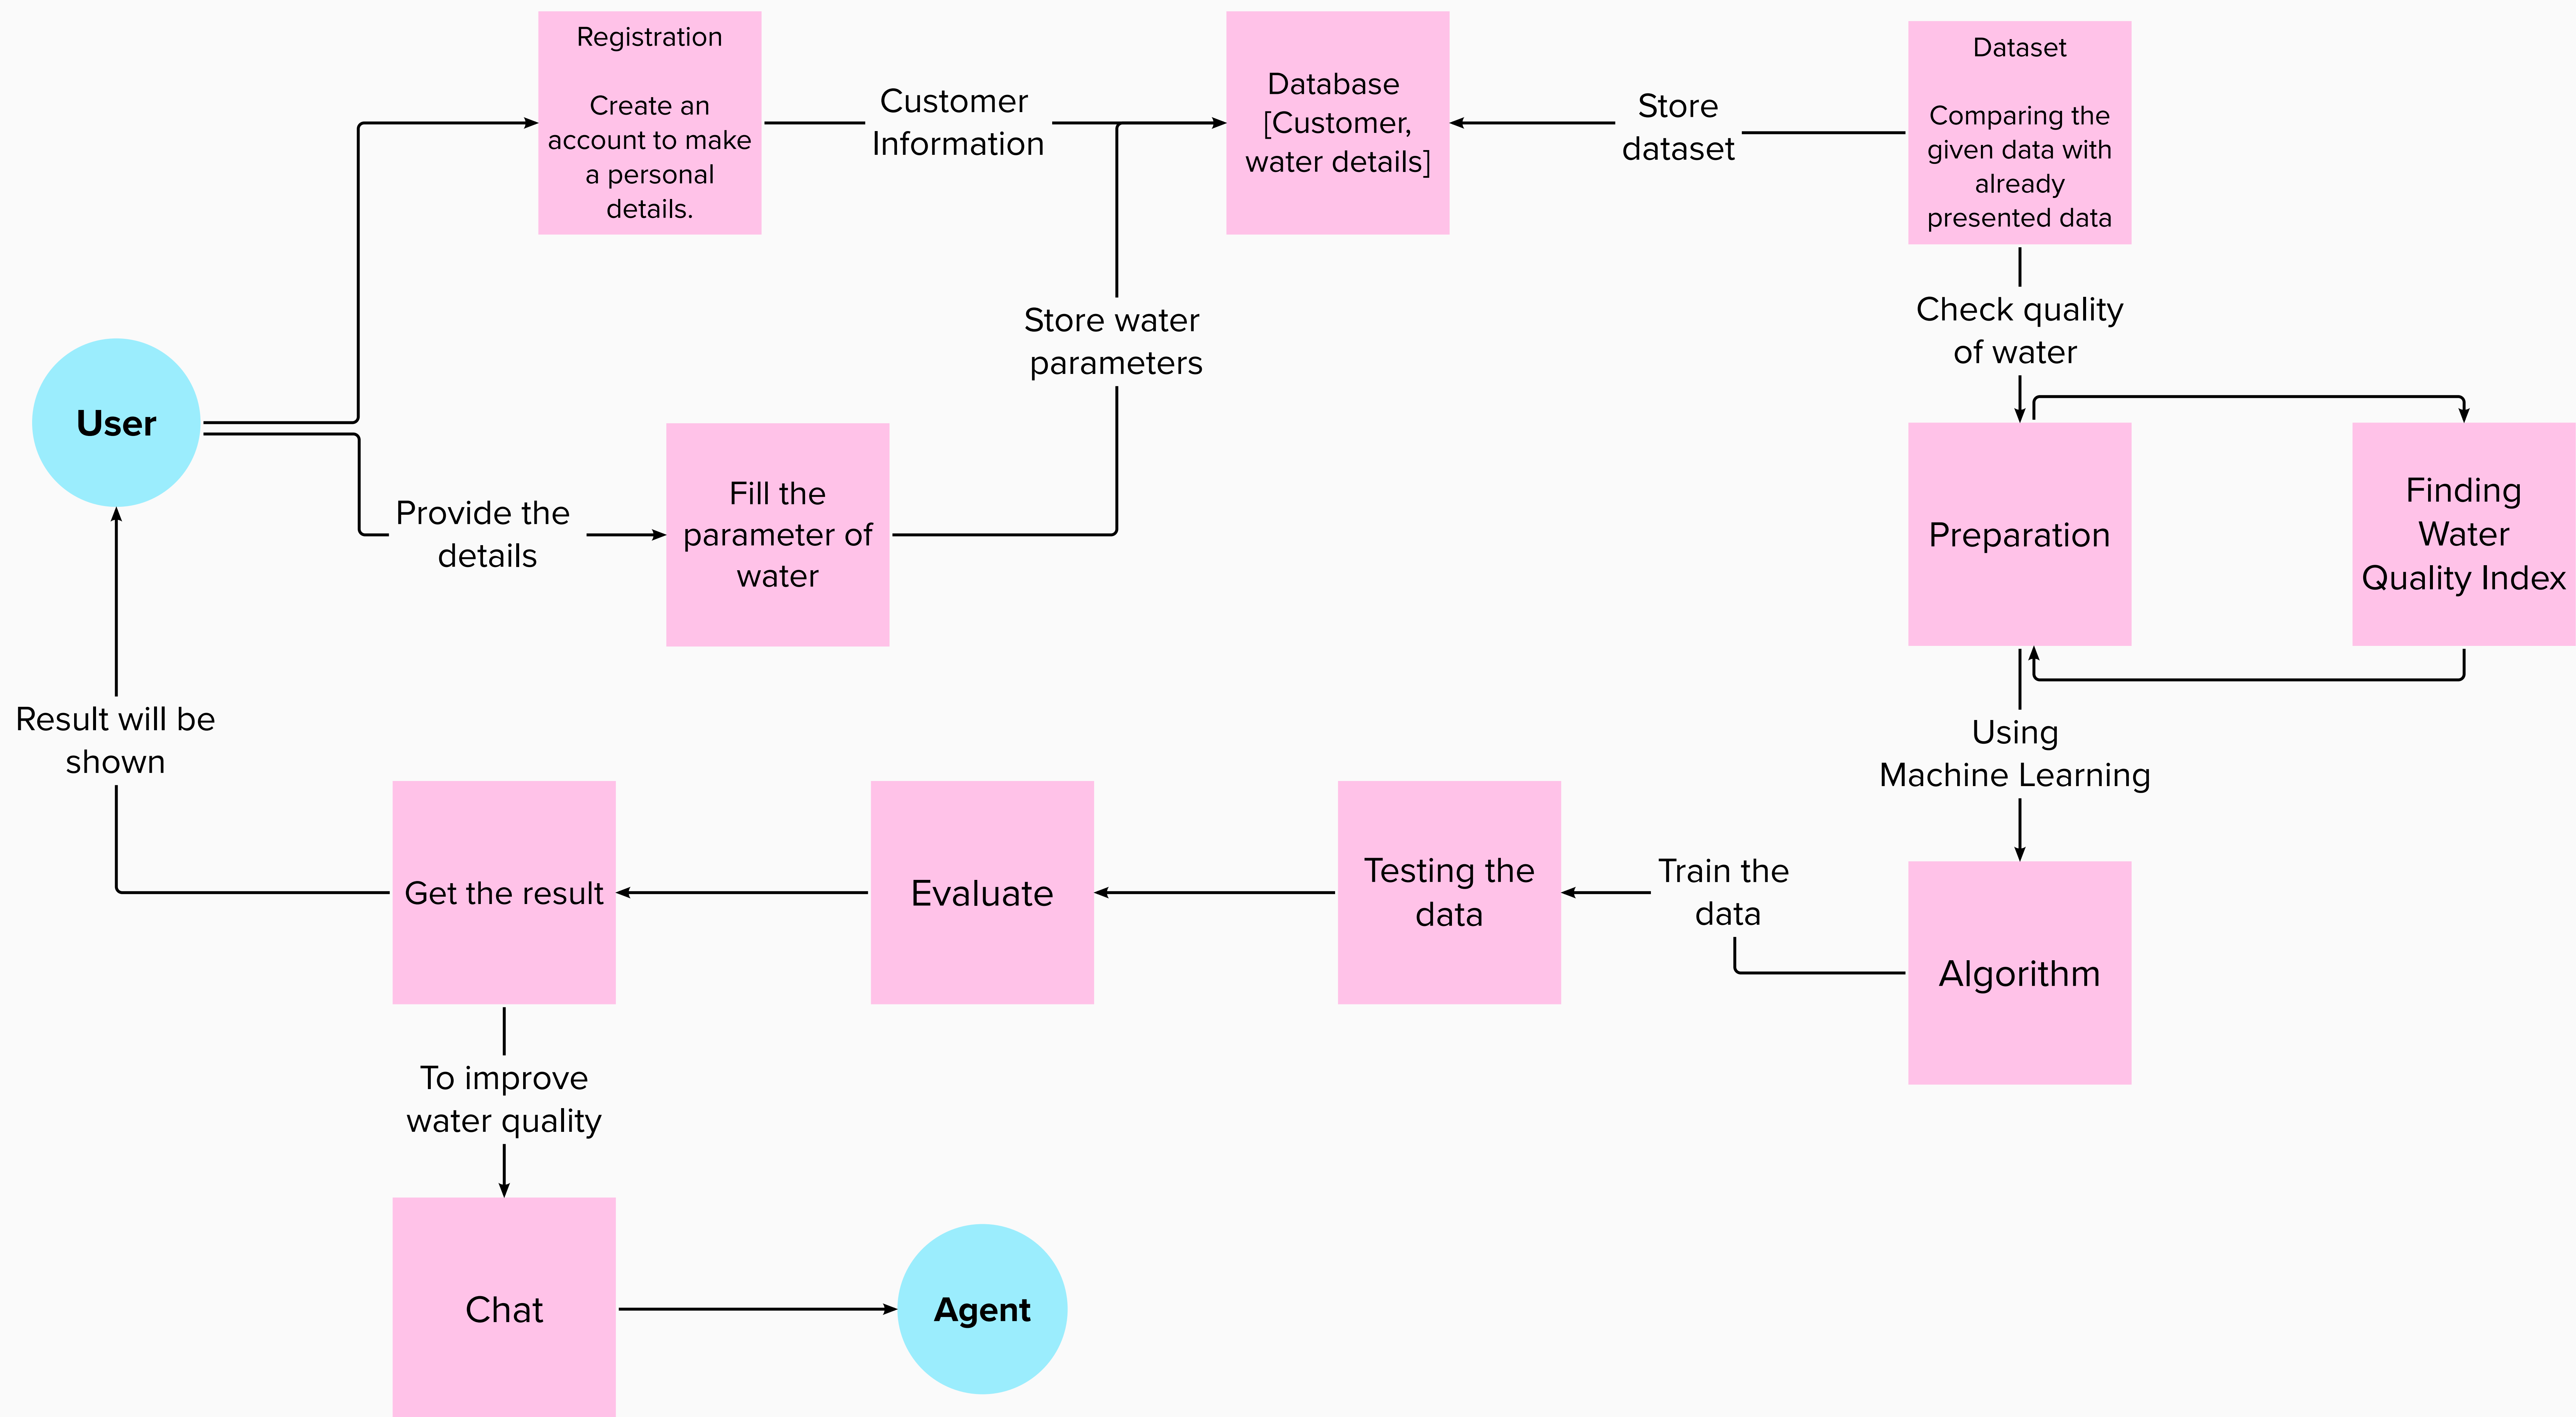 Registration
Create an
account to make
a personal
details.
Customer
Information
Database
[Customer,
water details]
Store
dataset
Dataset
Comparing the
given data with
already
presented data
Store water
parameters
Check quality
of water
User
Provide the
details
Fill the
parameter of
water
Preparation
Finding
Water
Quality Index
Result will be
shown
Using
Machine Learning
Get the result
Evaluate
Testing the
data
Train the
data
Algorithm
To improve
water quality
Chat
Agent